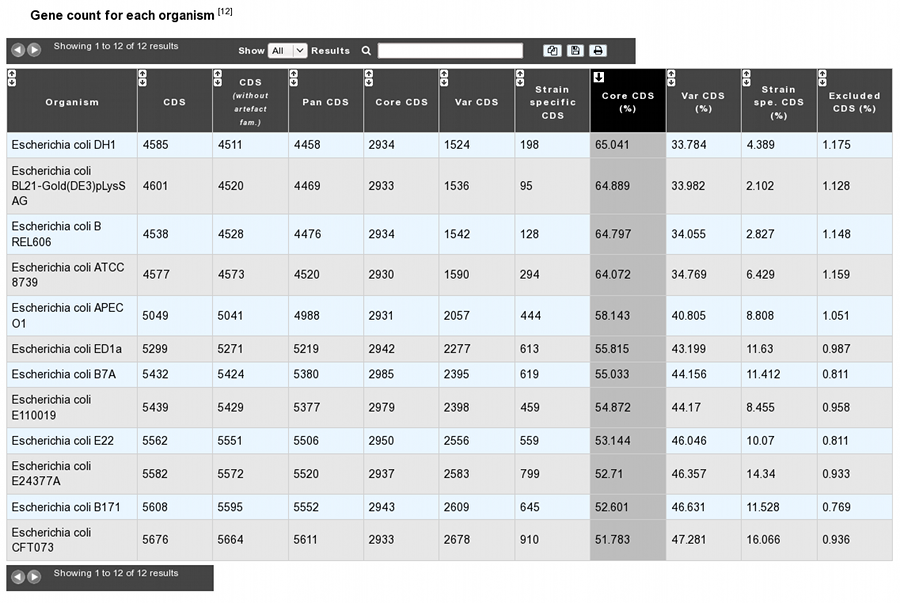 Gene count for each organism [12]
Showing 1 to 12 of 12 results
Show All Results
Organism CDS CDS (without artefact fam.) Pan CDS Core CDS Var CDS Strain specific CDS Core CDS (%) Var CDS (%) Strain spe. CDS (%) Excluded CDS (%)
Escherichia coli DH1 4585 4511 4458 2934 1524 198 65.041 33.784 4.389 1.175
Escherichia coli
BL21-Gold(DE3)pLysS
AG 4601 4520 4469 2933 1536 95 64.889 33.982 2.102 1.128
Escherichia coli B
REL606 4538 4528 4476 2934 1542 128 64.797 34.055 2.827 1.148
Escherichia coli ATCC
8739 4577 4573 4520 2930 1590 294 64.072 34.769 6.429 1.159
Escherichia coli APEC
O1 5049 5041 4988 2931 2057 444 58.143 40.805 8.808 1.051
Escherichia coli ED1a 5299 5271 5219 2942 2277 613 55.815 43.199 11.63 0.987
Escherichia coli B7A 5432 5424 5380 2985 2395 619 55.033 44.156 11.412 0.811
Escherichia coli
E110019 5439 5429 5377 2979 2398 459 54.872 44.17 8.455 0.958
Escherichia coli E22 5562 5551 5506 2950 2556 559 53.144 46.046 10.07 0.811
Escherichia coli
E24377A 5582 5572 5520 2937 2583 799 52.71 46.357 14.34 0.933
Escherichia coli B171 5608 5595 5552 2943 2609 645 52.601 46.631 11.528 0.769
Escherichia coli
CFT073 5676 5664 5611 2933 2678 910 51.783 47.281 16.066 0.936
Showing 1 to 12 of 12 results